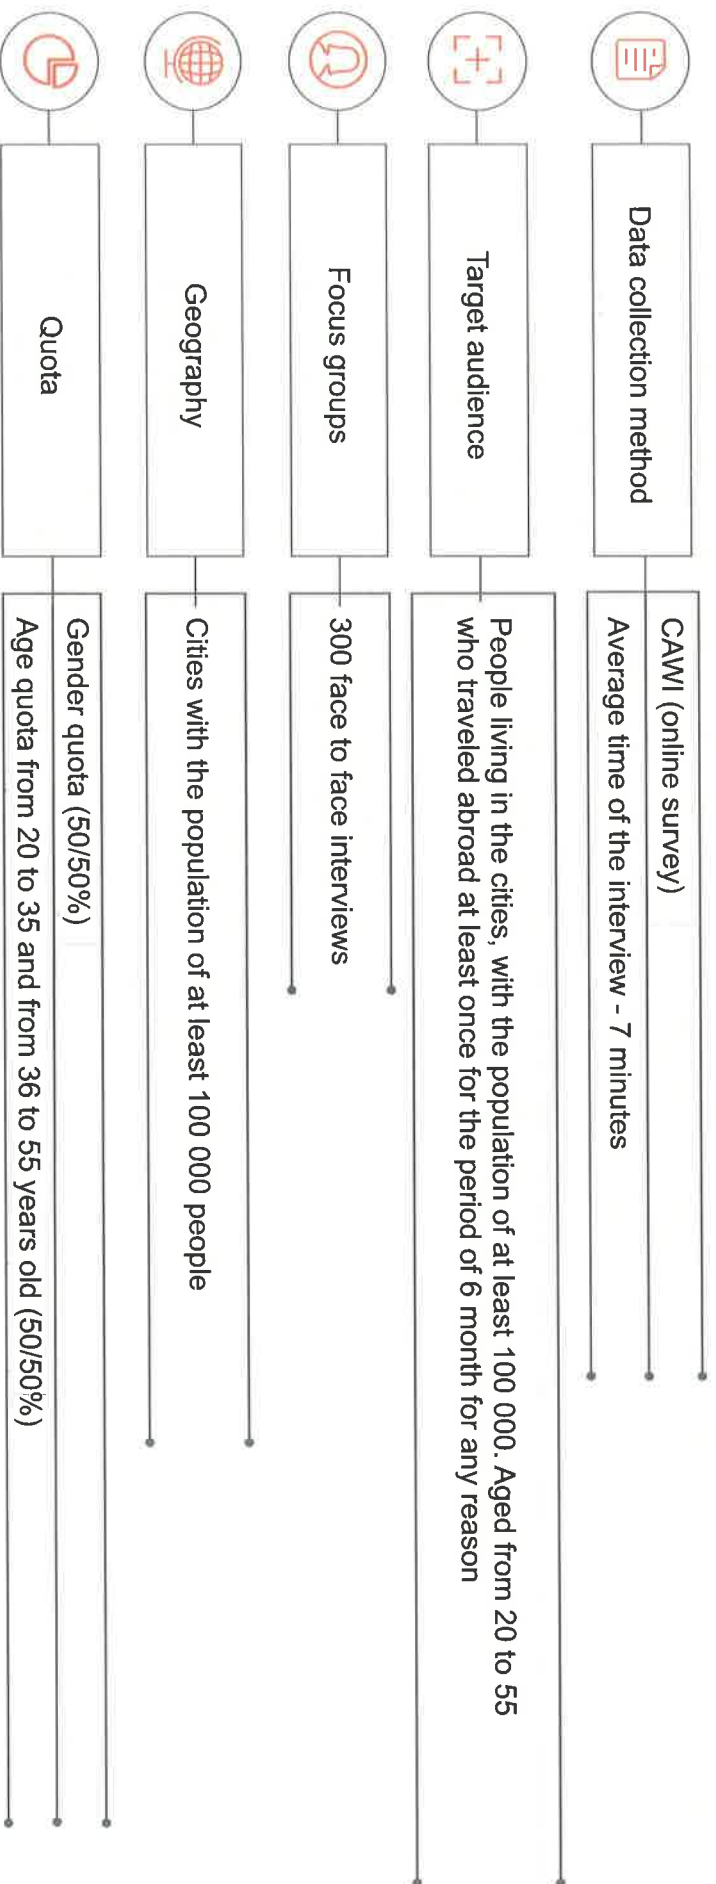 Data collection method
CAWI (online survey)
Average time of the interview - 7 minutes
Target audience
People living in the cities, with the population of at least 100 000. Aged from 20 to 55
who traveled abroad at least once for the period of 6 month for any reason
Focus groups
300 face to face interviews
Geography
Cities with the population of at least 100 000 people
Quota
Gender quota (50/50%)
Age quota from 20 to 35 and from 36 to 55 years old (50/50%)